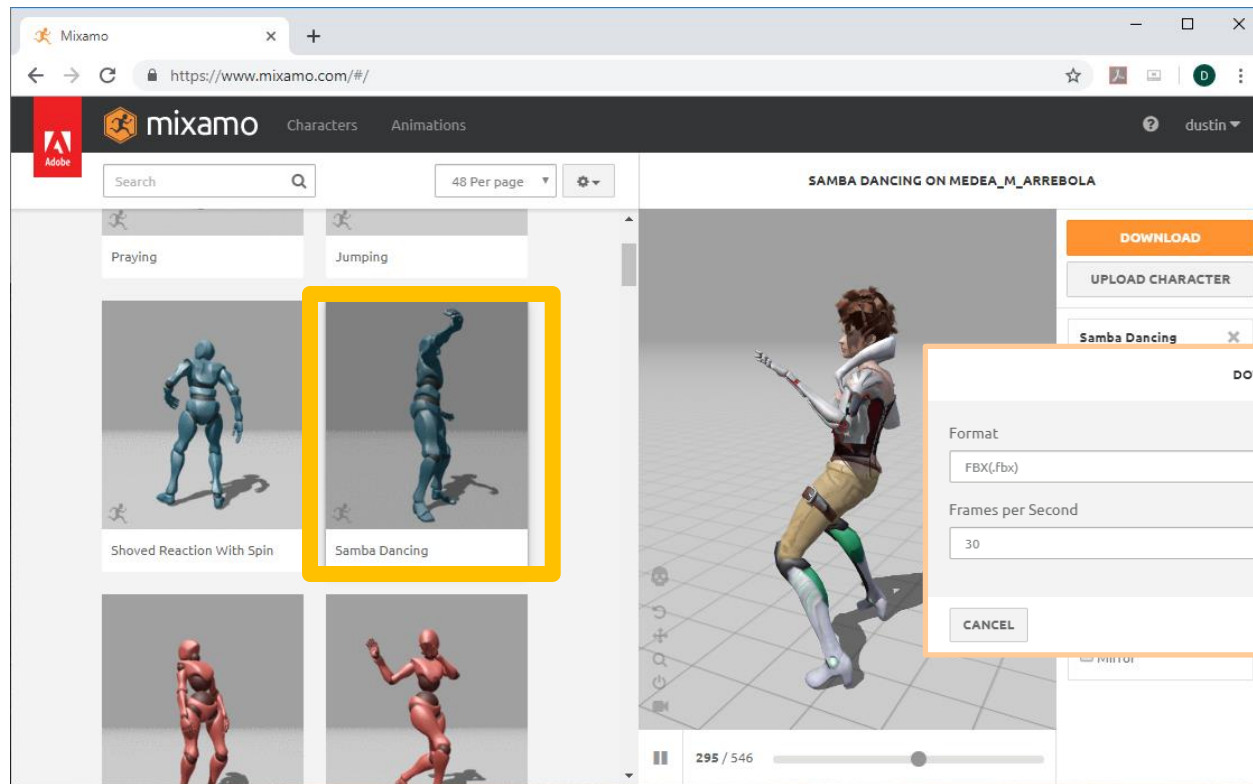 Mixamo
https://www.mixamo.com/#/
D
Adobe
mixamo Characters Animations
dustin
Search
48 Per page
SAMBA DANCING ON MEDEA_M_ARREBOLA
Praying
Jumping
DOWNLOAD
UPLOAD CHARACTER
Samba Dancing
Shoved Reaction With Spin
Samba Dancing
DO
Format
FBX(.fbx)
Frames per Second
30
CANCEL
Mirror
295 / 546